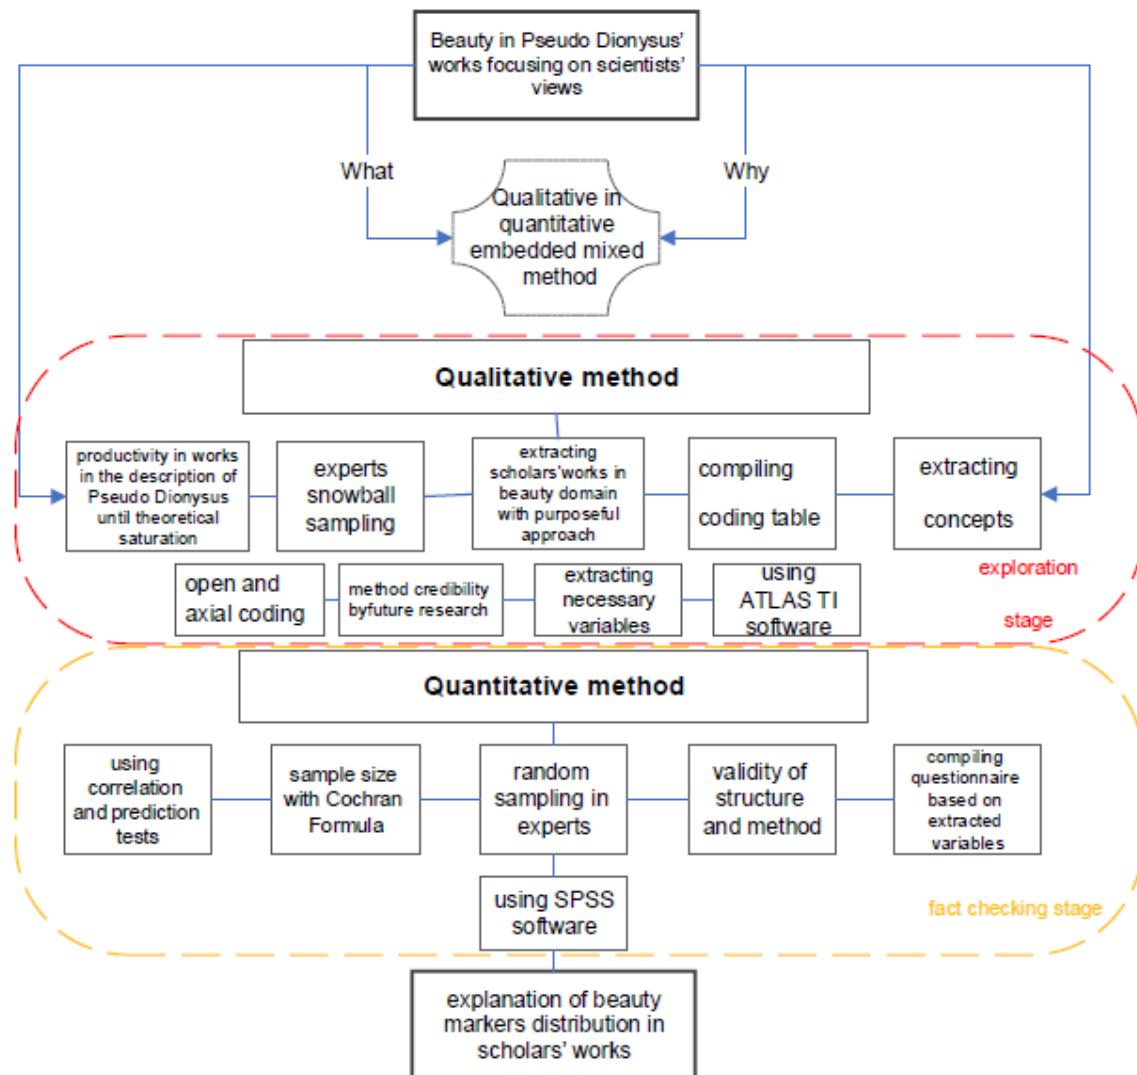 Beauty in Pseudo Dionysus'
works focusing on scientists'
views
What
Why
Qualitative in
quantitative
embedded mixed
method
Qualitative method
productivity in works
in the description of
Pseudo Dionysus
until theoretical
saturation
experts
snowball
sampling
extracting
scholars'works in
beauty domain
with purposeful
approach
compiling
coding table
extracting
concepts
open and
axial coding
method credibility
byfuture research
extracting
necessary
variables
using
ATLAS TI
software
exploration
stage
Quantitative method
using
correlation
and prediction
tests
sample size
with Cochran
Formula
random
sampling in
experts
validity of
structure
and method
compiling
questionnaire
based on
extracted
variables
using SPSS
software
fact checking stage
explanation of beauty
markers distribution in
scholars' works